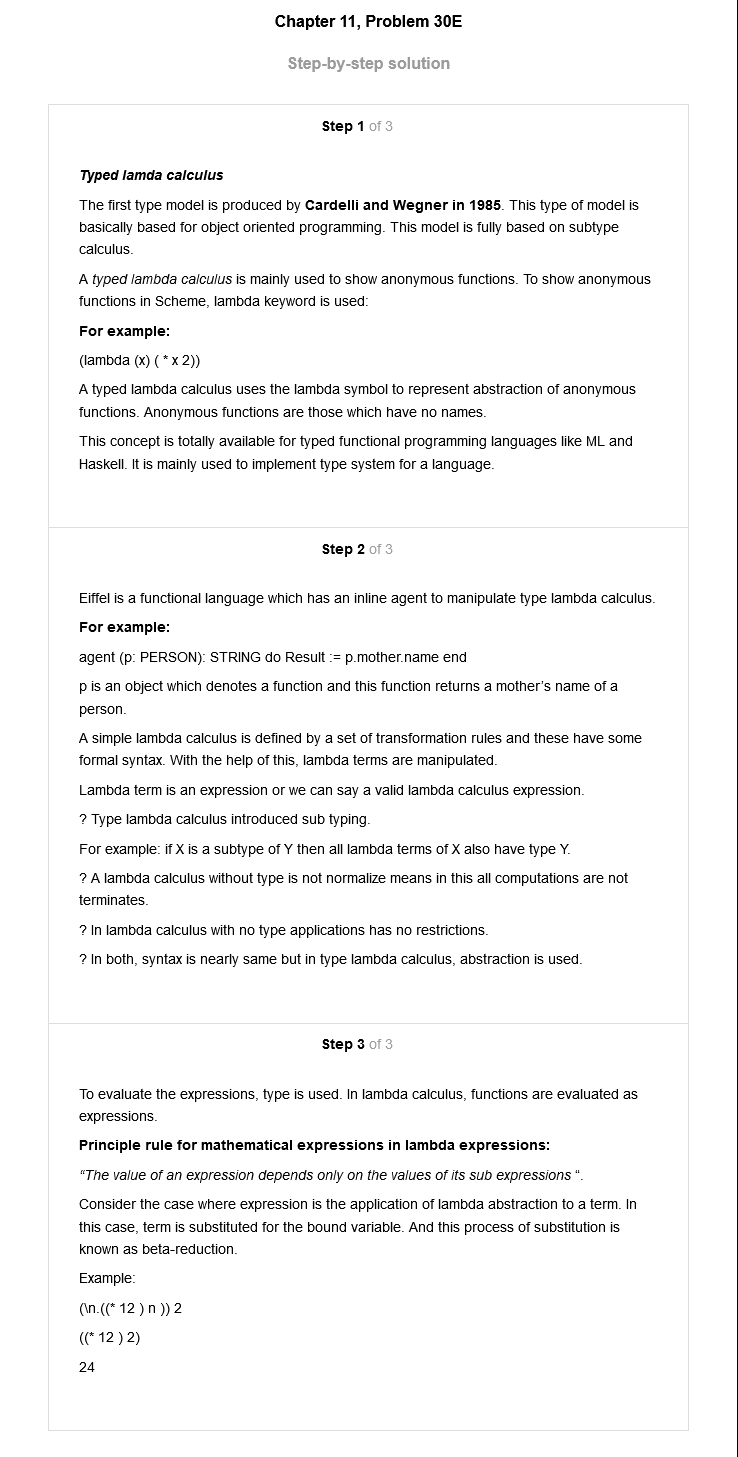 Chapter 11, Problem 30E
Step-by-step solution
Step 1 of 3
Typed lamda calculus
The first type model is produced by Cardelli and Wegner in 1985. This type of model is
basically based for object oriented programming. This model is fully based on subtype
calculus.
A typed lambda calculus is mainly used to show anonymous functions. To show anonymous
functions in Scheme, lambda keyword is used:
For example:
(lambda (x) ( * x 2))
A typed lambda calculus uses the lambda symbol to represent abstraction of anonymous
functions. Anonymous functions are those which have no names.
This concept is totally available for typed functional programming languages like ML and
Haskell. It is mainly used to implement type system for a language.
Step 2 of 3
Eiffel is a functional language which has an inline agent to manipulate type lambda calculus.
For example:
agent (p: PERSON): STRING do Result := p.mother.name end
p is an object which denotes a function and this function returns a mother’s name of a
person.
A simple lambda calculus is defined by a set of transformation rules and these have some
formal syntax. With the help of this, lambda terms are manipulated.
Lambda term is an expression or we can say a valid lambda calculus expression.
? Type lambda calculus introduced sub typing.
For example: if X is a subtype of Y then all lambda terms of X also have type Y.
? A lambda calculus without type is not normalize means in this all computations are not
terminates.
? In lambda calculus with no type applications has no restrictions.
? In both, syntax is nearly same but in type lambda calculus, abstraction is used.
Step 3 of 3
To evaluate the expressions, type is used. In lambda calculus, functions are evaluated as
expressions.
Principle rule for mathematical expressions in lambda expressions:
“The value of an expression depends only on the values of its sub expressions “.
Consider the case where expression is the application of lambda abstraction to a term. In
this case, term is substituted for the bound variable. And this process of substitution is
known as beta-reduction.
Example:
(\n.((* 12 ) n )) 2
((* 12 ) 2)
24